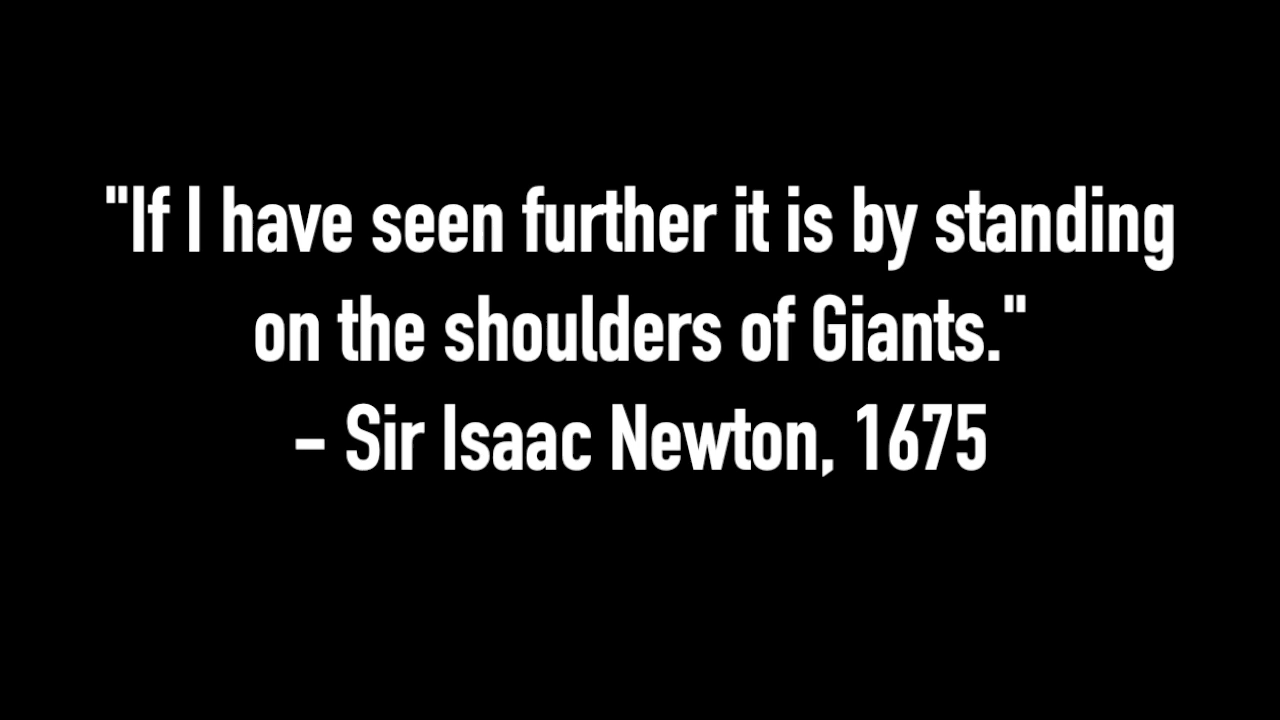 "If I have seen further it is by standing
on the shoulders of Giants."
- Sir Isaac Newton, 1675